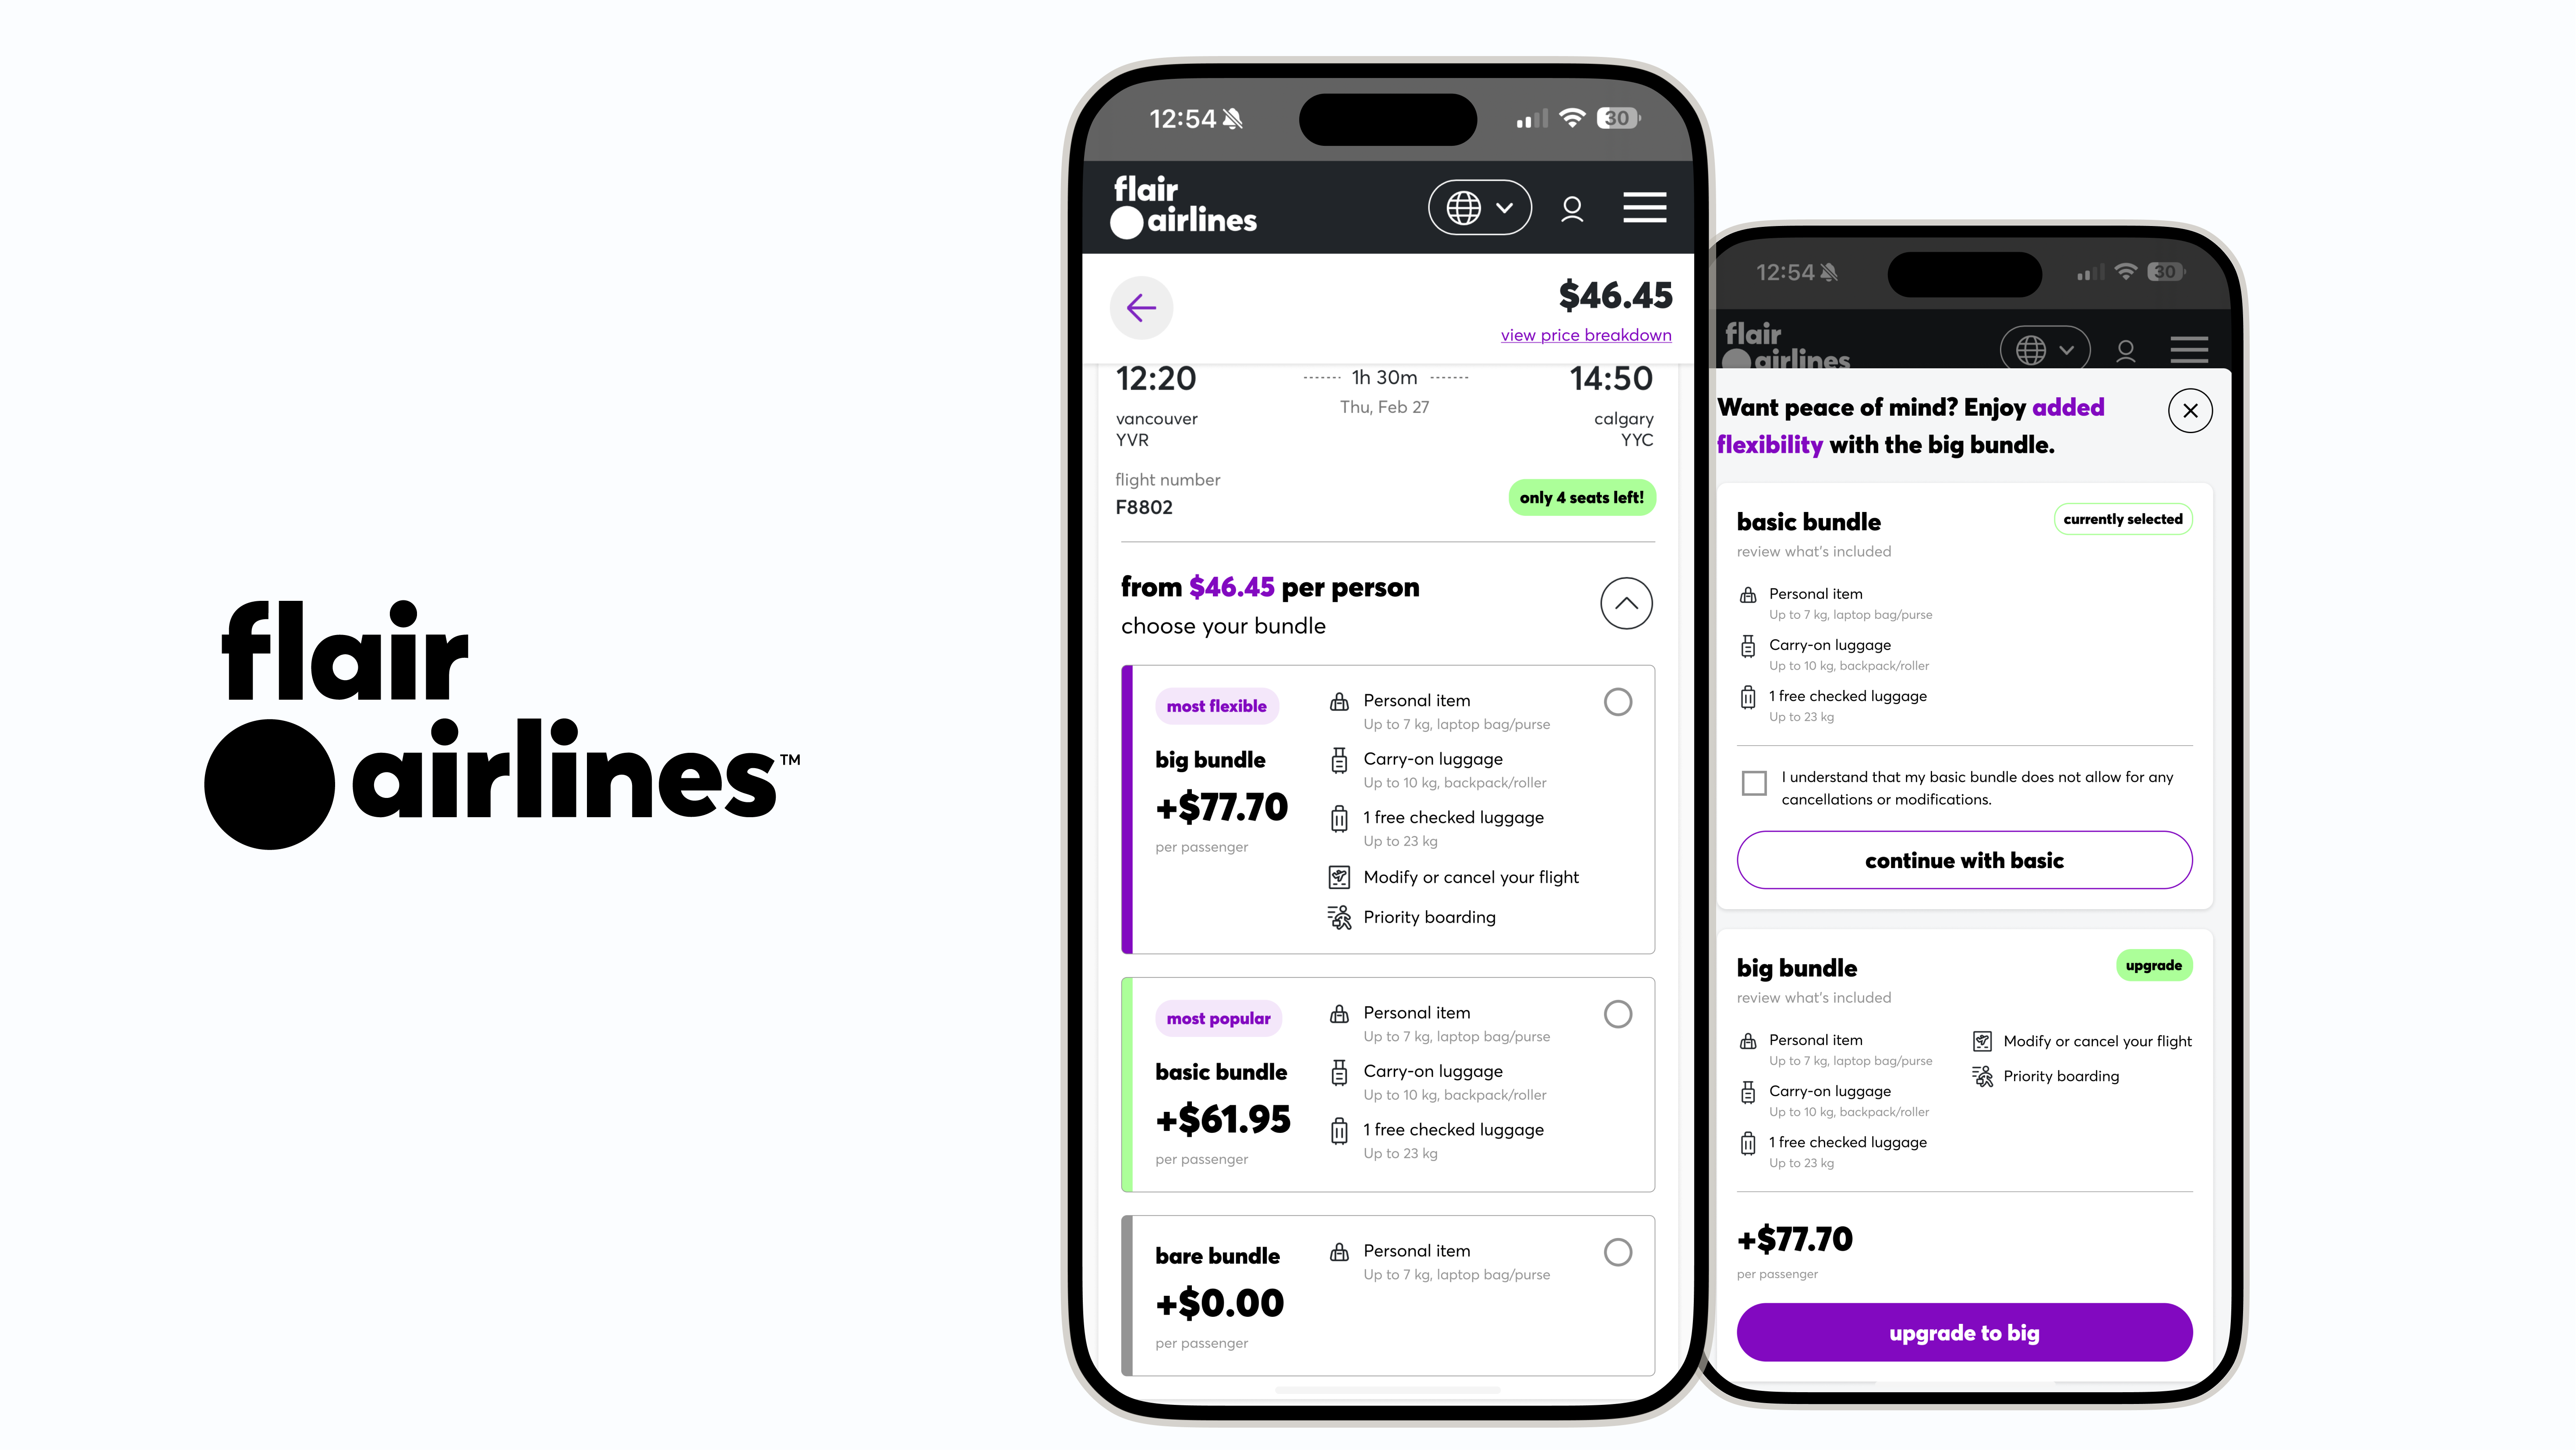 flair
airlines™
12:54
30
flair
airlines
$46.45
view price breakdown
12:20
1h 30m
14:50
Thu, Feb 27
vancouver
YVR
calgary
YYC
flight number
F8802
only 4 seats left!
from $46.45 per person
choose your bundle
most flexible
big bundle
+$77.70
per passenger
Personal item
Up to 7 kg, laptop bag/purse
Carry-on luggage
Up to 10 kg, backpack/roller
1 free checked luggage
Up to 23 kg
Modify or cancel your flight
Priority boarding
most popular
basic bundle
+$61.95
per passenger
Personal item
Up to 7 kg, laptop bag/purse
Carry-on luggage
Up to 10 kg, backpack/roller
1 free checked luggage
Up to 23 kg
bare bundle
+$0.00
per passenger
Personal item
Up to 7 kg, laptop bag/purse
12:54
30
flair
airlines
Want peace of mind? Enjoy added
flexibility with the big bundle.
basic bundle
currently selected
review what's included
Personal item
Up to 7 kg, laptop bag/purse
Carry-on luggage
Up to 10 kg, backpack/roller
1 free checked luggage
Up to 23 kg
I understand that my basic bundle does not allow for any
cancellations or modifications.
continue with basic
big bundle
upgrade
review what's included
Personal item
Up to 7 kg, laptop bag/purse
Carry-on luggage
Up to 10 kg, backpack/roller
1 free checked luggage
Up to 23 kg
Modify or cancel your flight
Priority boarding
+$77.70
per passenger
upgrade to big